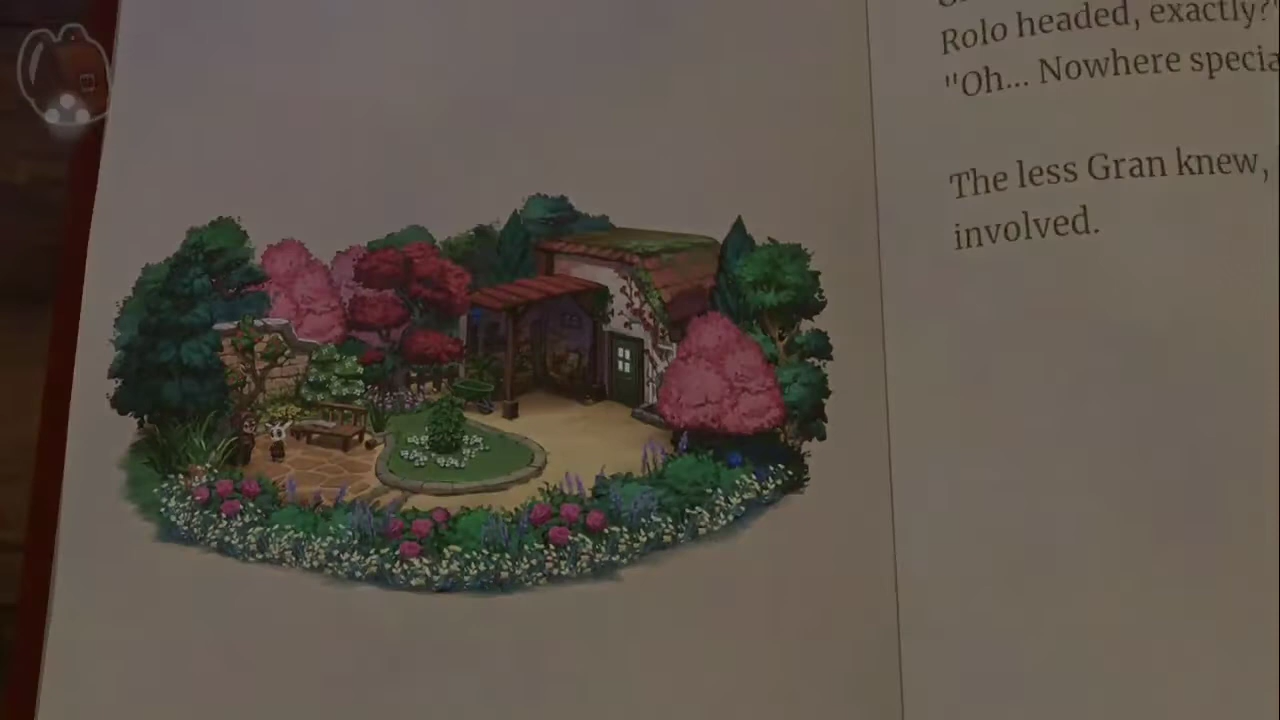 Rolo headed, exactly?"
"Oh... Nowhere specia
The less Gran knew,
involved.